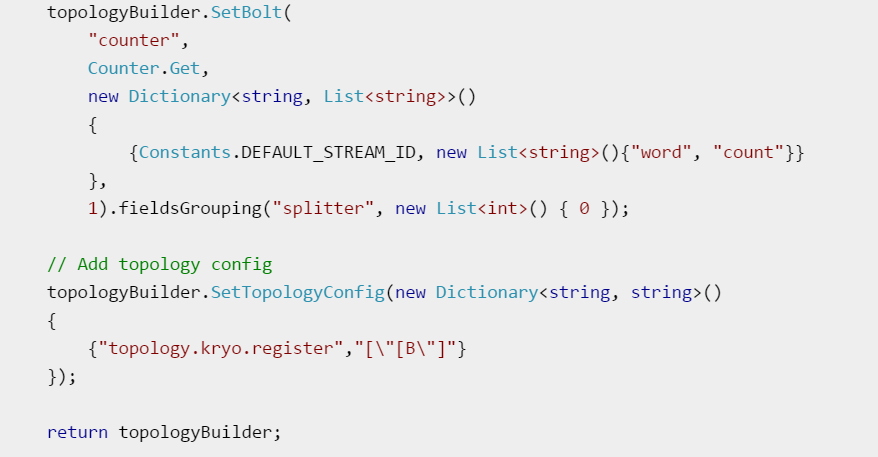 topologyBuilder.SetBolt(
    "counter",
    Counter.Get,
    new Dictionary<string, List<string>>()
    {
        {Constants.DEFAULT_STREAM_ID, new List<string>(){"word", "count"}}
    },
    1).fieldsGrouping("splitter", new List<int>() { 0 });

// Add topology config
topologyBuilder.SetTopologyConfig(new Dictionary<string, string>()
{
    {"topology.kryo.register","[\"[B\"]"}
});

return topologyBuilder;